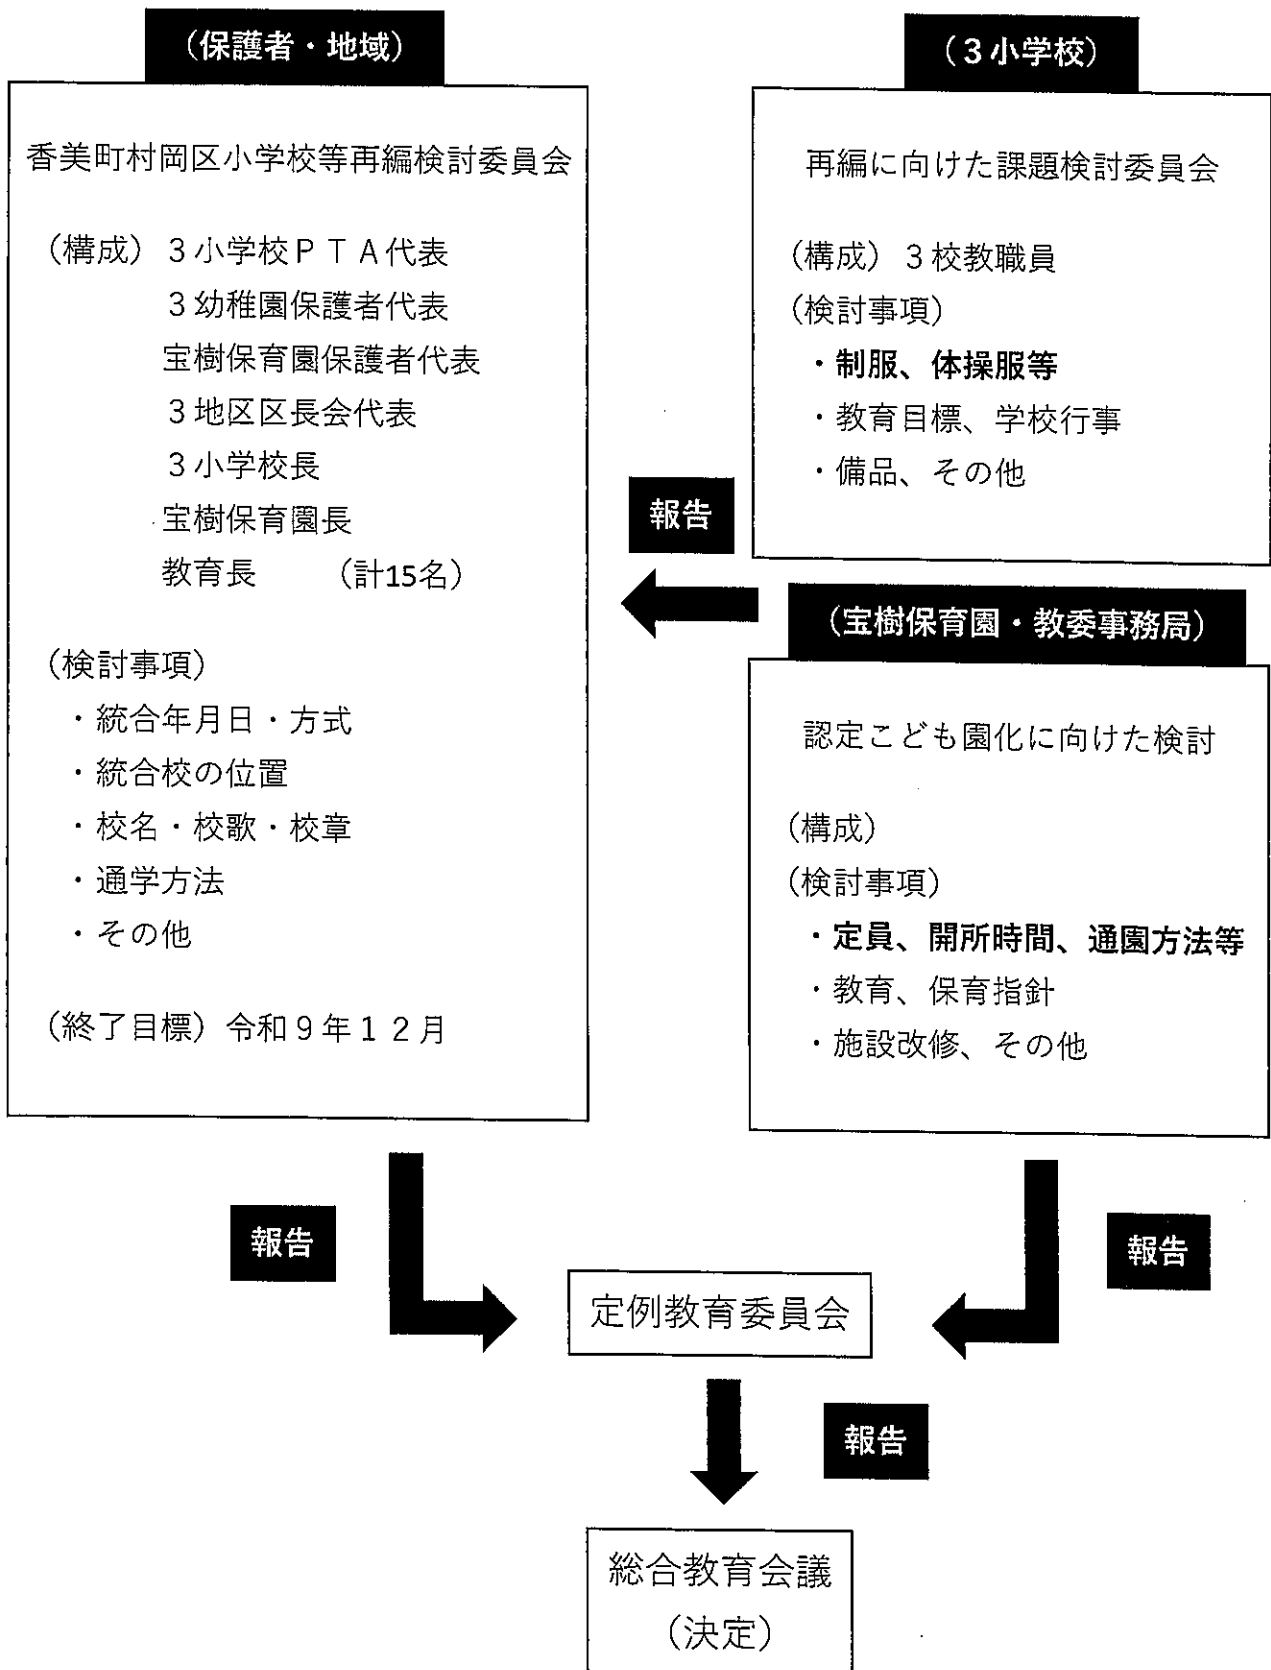 （保護者・地域）
香美町村岡区小学校等再編検討委員会
（構成）３小学校ＰＴＡ代表
３幼稚園保護者代表
宝樹保育園保護者代表
３地区区長会代表
３小学校長
宝樹保育園長
教育長　　（計15名）
（検討事項）
・統合年月日・方式
・統合校の位置
・校名・校歌・校章
・通学方法
・その他
（終了目標）令和９年１２月
（３小学校）
再編に向けた課題検討委員会
（構成）３校教職員
（検討事項）
・制服、体操服等
・教育目標、学校行事
・備品、その他
報告
（宝樹保育園・教委事務局）
認定こども園化に向けた検討
（構成）
（検討事項）
・定員、開所時間、通園方法等
・教育、保育指針
・施設改修、その他
報告
報告
定例教育委員会
報告
総合教育会議
（決定）